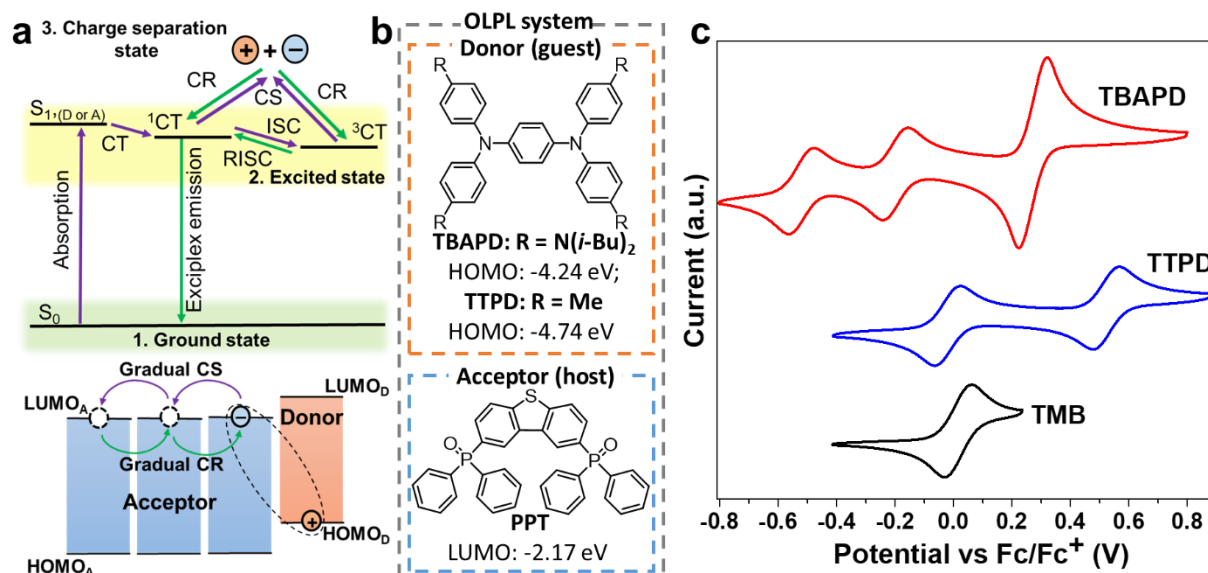 a
3. Charge separation
state
+ + −
CR
CS
CR
S1,(D or A)
CT
1CT
ISC
RISC
3CT
2. Excited state
Absorption
Exciplex emission
S0
1. Ground state
Gradual CS
LUMOA
LUMOD
−
Donor
Gradual CR
Acceptor
+
HOMOD
HOMOA
b
OLPL system
Donor (guest)
R R
N N
R R
TBAPD: R = N(i-Bu)2
HOMO: -4.24 eV;
TTPD: R = Me
HOMO: -4.74 eV
Acceptor (host)
S
O O
P P
PPT
LUMO: -2.17 eV
c
Current (a.u.)
TBAPD
TTPD
TMB
-0.8 -0.6 -0.4 -0.2 0.0 0.2 0.4 0.6 0.8
Potential vs Fc/Fc+ (V)